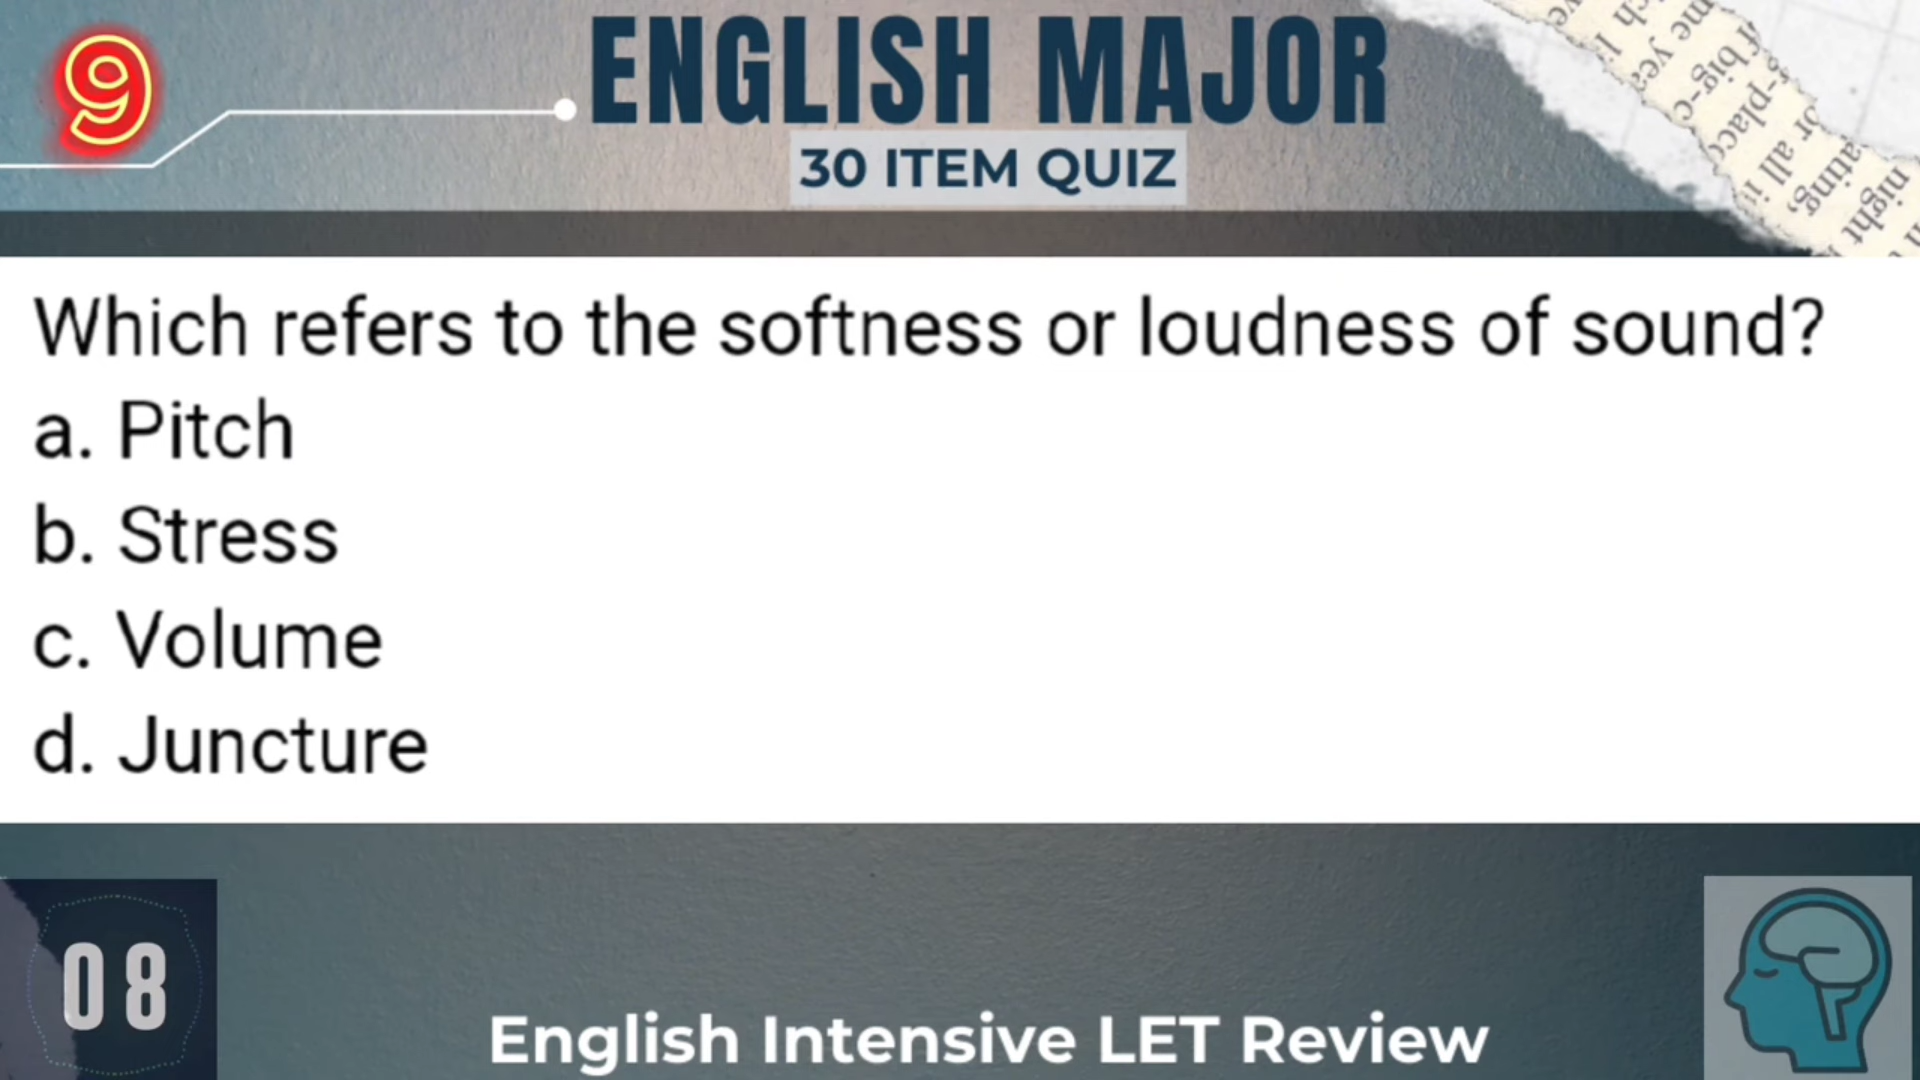 9
ENGLISH MAJOR
30 ITEM QUIZ
Which refers to the softness or loudness of sound?
a. Pitch
b. Stress
c. Volume
d. Juncture
08
English Intensive LET Review